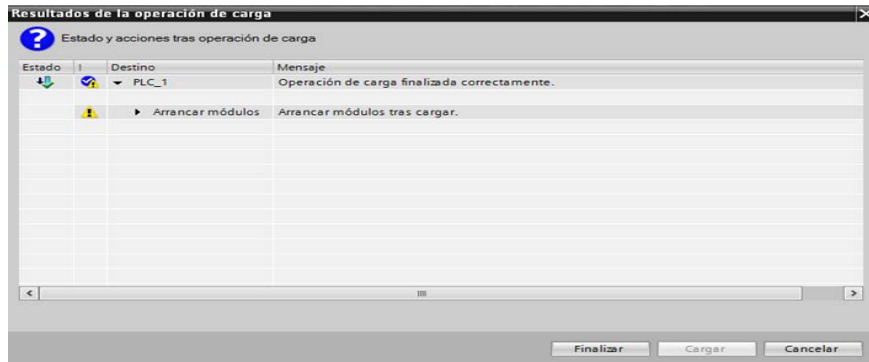 Resultados de la operación de carga
Estado y acciones tras operación de carga
Estado ! Destino Mensaje
PLC_1 Operación de carga finalizada correctamente.
Arrancar módulos Arrancar módulos tras cargar.
Finalizar Cargar Cancelar